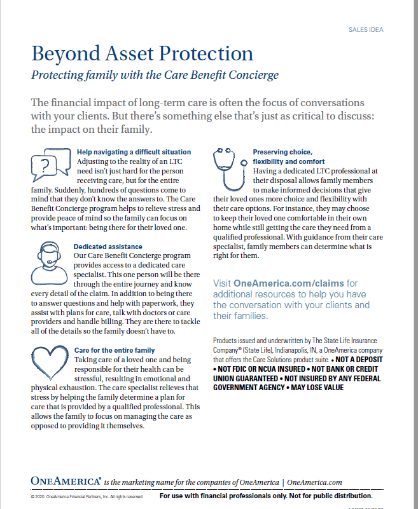 SALES IDEA
Beyond Asset Protection
Protecting family with the Care Benefit Concierge
The financial impact of long-term care is often the focus of conversations
with your clients. But there's something else that's just as critical to discuss:
the impact on their family.
Help navigating a difficult situation
Adjusting to the reality of an LTC
need isn't just hard for the person
receiving care, but for the entire
family. Suddenly, hundreds of questions come to
mind that they don't know the answers to. The Care
Benefit Concierge program helps to relieve stress and
provide peace of mind so the family can focus on
what's important: being there for their loved one.
Dedicated assistance
Our Care Benefit Concierge program
provides access to a dedicated care
specialist. This one person will be there
through the entire journey and know
every detail of the claim. In addition to being there
to answer questions and help with paperwork, they
assist with plans for care, talk with doctors or care
providers and handle billing. They are there to tackle
all of the details so the family doesn't have to.
Care for the entire family
Taking care of a loved one and being
responsible for their health can be
stressful, resulting in emotional and
physical exhaustion. The care specialist relieves that
stress by helping the family determine a plan for
care that is provided by a qualified professional. This
allows the family to focus on managing the care as
opposed to providing it themselves.
Preserving choice,
flexibility and comfort
Having a dedicated LTC professional at
their disposal allows family members
to make informed decisions that give
their loved ones more choice and flexibility with
their care options. For instance, they may choose
to keep their loved one comfortable in their own
home while still getting the care they need from a
qualified professional. With guidance from their care
specialist, family members can determine what is
right for them.
Visit OneAmerica.com/claims for
additional resources to help you have
the conversation with your clients and
their families.
Products issued and underwritten by The State Life Insurance
Company® (State Life), Indianapolis, IN, a OneAmerica company
that offers the Care Solutions product suite. • NOT A DEPOSIT
• NOT FDIC OR NCUA INSURED • NOT BANK OR CREDIT
UNION GUARANTEED • NOT INSURED BY ANY FEDERAL
GOVERNMENT AGENCY • MAY LOSE VALUE
ONEAMERICA® is the marketing name for the companies of OneAmerica | OneAmerica.com
OneAmerica Financial Partners, Inc. All rights reserved. For use with financial professionals only. Not for public distribution.